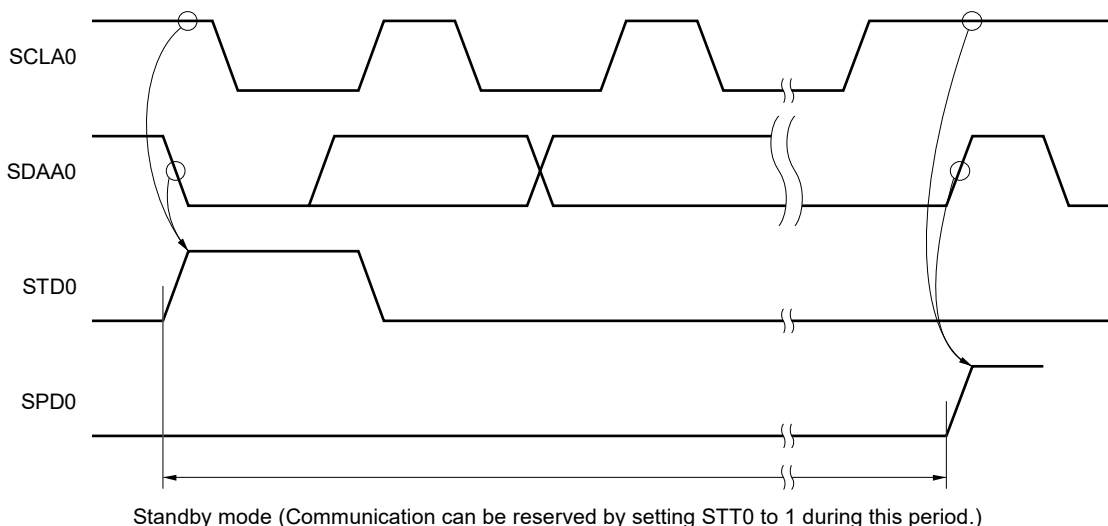 SCLA0
SDAA0
STD0
SPD0
Standby mode (Communication can be reserved by setting STT0 to 1 during this period.)